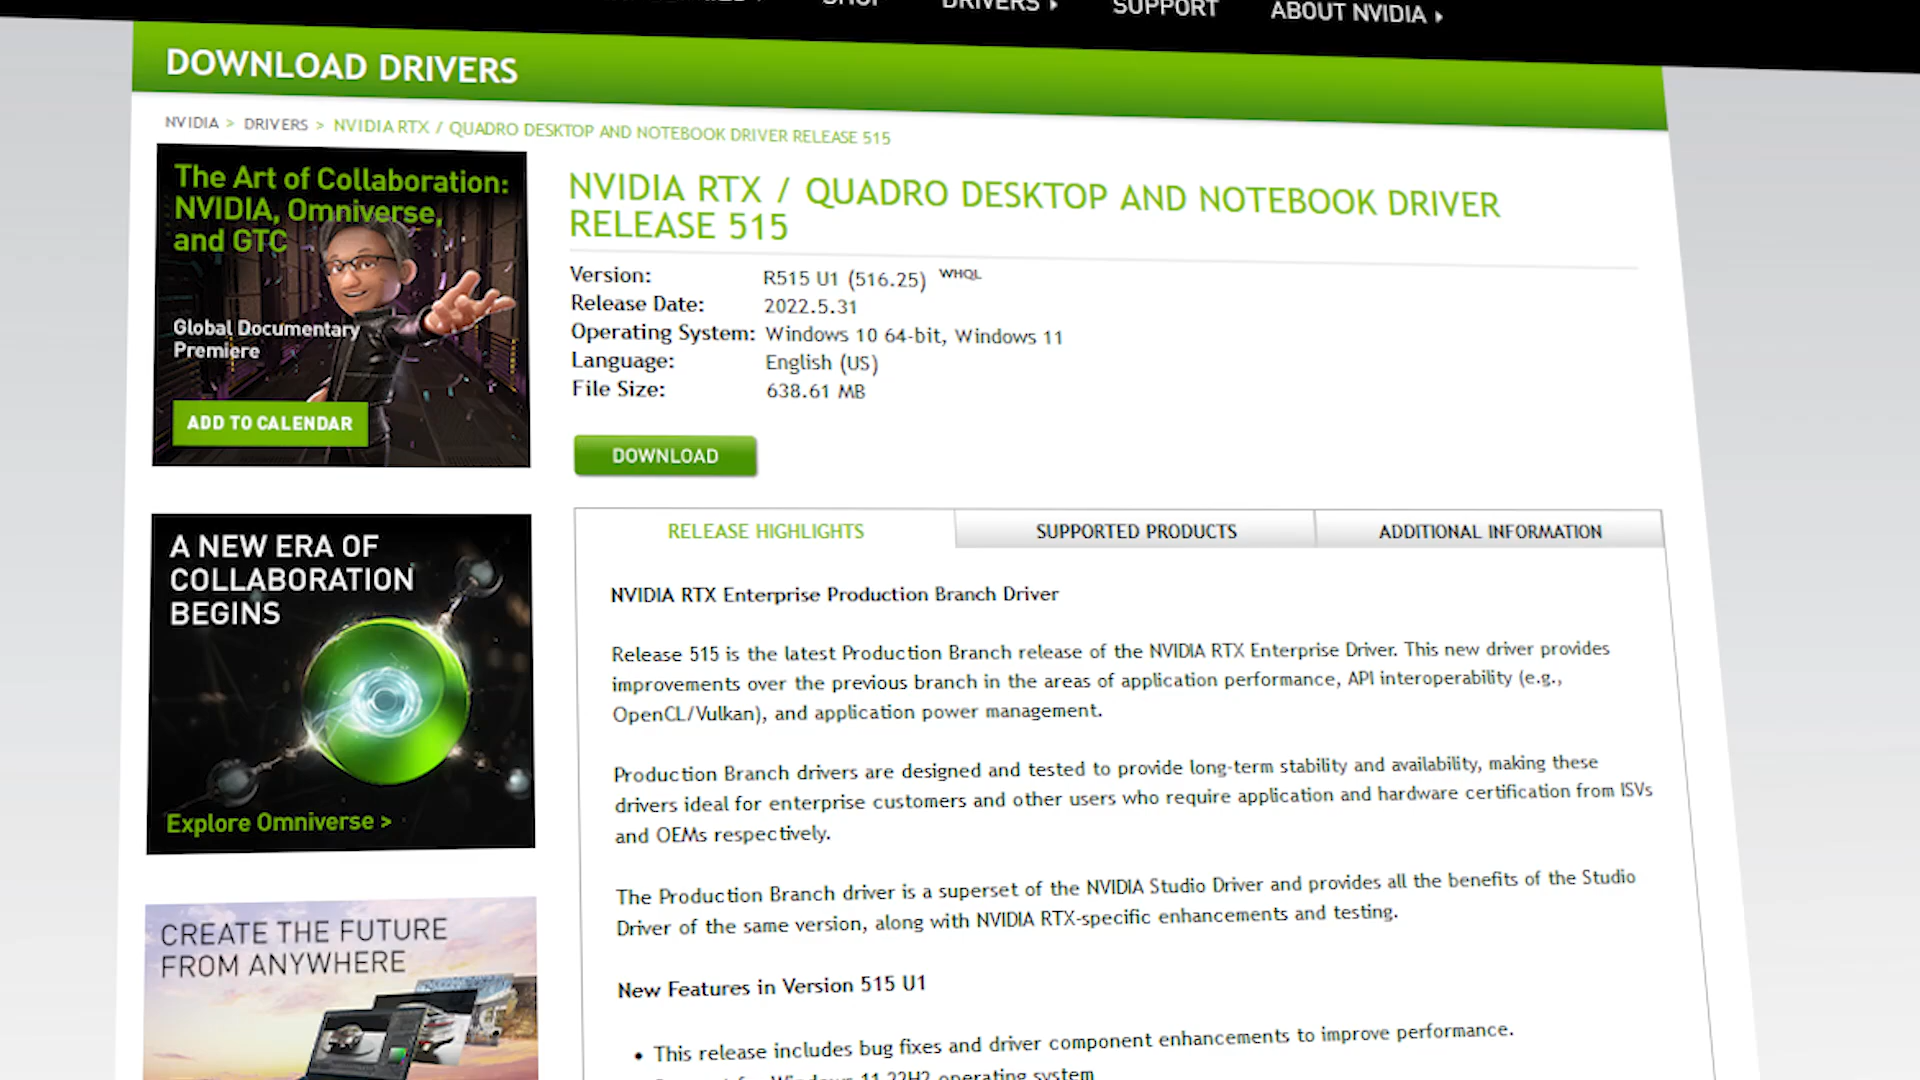 SHOP
DRIVERS
SUPPORT
ABOUT NVIDIA
DOWNLOAD DRIVERS
NVIDIA > DRIVERS > NVIDIA RTX / QUADRO DESKTOP AND NOTEBOOK DRIVER RELEASE 515
The Art of Collaboration:
NVIDIA, Omniverse,
and GTC
Global Documentary
Premiere
ADD TO CALENDAR
A NEW ERA OF
COLLABORATION
BEGINS
Explore Omniverse >
CREATE THE FUTURE
FROM ANYWHERE
NVIDIA RTX / QUADRO DESKTOP AND NOTEBOOK DRIVER
RELEASE 515
Version: R515 U1 (516.25) WHQL
Release Date: 2022.5.31
Operating System: Windows 10 64-bit, Windows 11
Language: English (US)
File Size: 638.61 MB
DOWNLOAD
RELEASE HIGHLIGHTS
SUPPORTED PRODUCTS
ADDITIONAL INFORMATION
NVIDIA RTX Enterprise Production Branch Driver
Release 515 is the latest Production Branch release of the NVIDIA RTX Enterprise Driver. This new driver provides
improvements over the previous branch in the areas of application performance, API interoperability (e.g.,
OpenCL/Vulkan), and application power management.
Production Branch drivers are designed and tested to provide long-term stability and availability, making these
drivers ideal for enterprise customers and other users who require application and hardware certification from ISVs
and OEMs respectively.
The Production Branch driver is a superset of the NVIDIA Studio Driver and provides all the benefits of the Studio
Driver of the same version, along with NVIDIA RTX-specific enhancements and testing.
New Features in Version 515 U1
• This release includes bug fixes and driver component enhancements to improve performance.
Windows 11 22H2 operating system